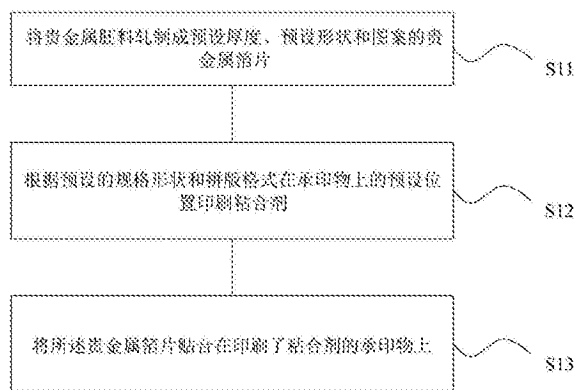 将贵金属胚料轧制成预设厚度、预设形状和图案的贵
金属箔片
S11
根据预设的规格形状和拼版格式在承印物上的预设位
置印刷粘合剂
S12
将所述贵金属箔片贴合在印刷了粘合剂的承印物上
S13